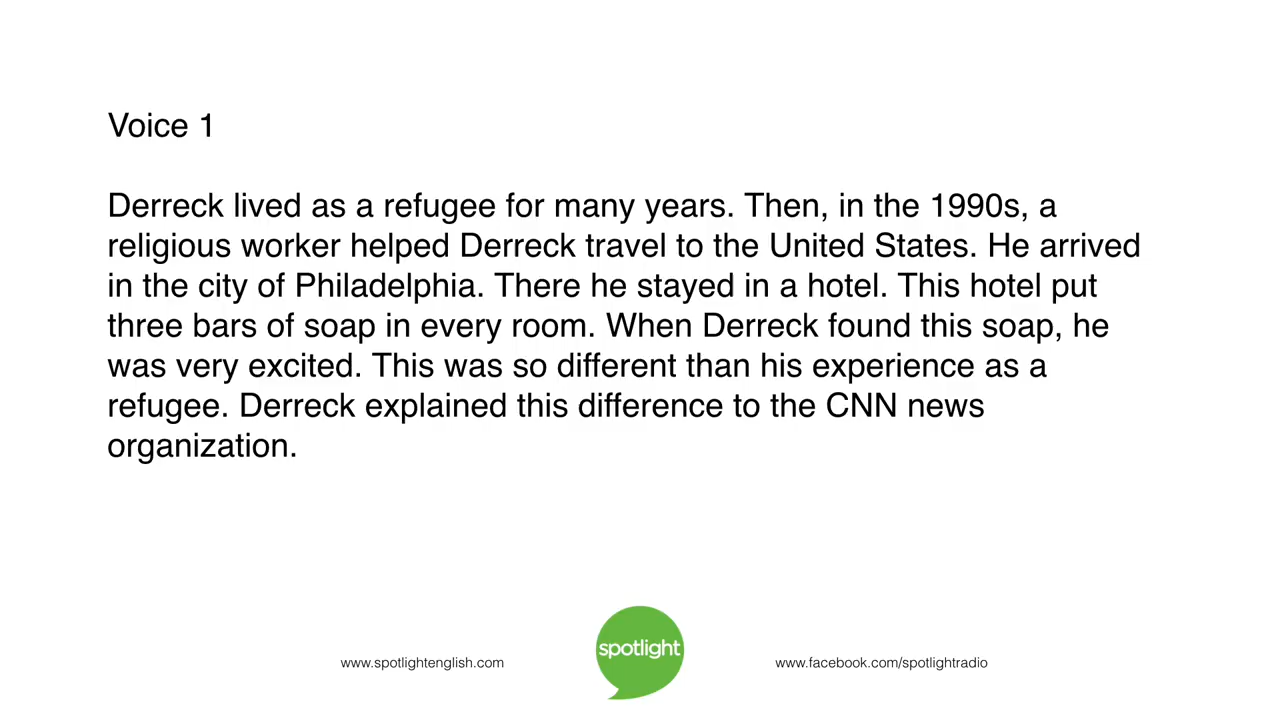 Voice 1
Derreck lived as a refugee for many years. Then, in the 1990s, a
religious worker helped Derreck travel to the United States. He arrived
in the city of Philadelphia. There he stayed in a hotel. This hotel put
three bars of soap in every room. When Derreck found this soap, he
was very excited. This was so different than his experience as a
refugee. Derreck explained this difference to the CNN news
organization.
www.spotlightenglish.com
spotlight
www.facebook.com/spotlightradio